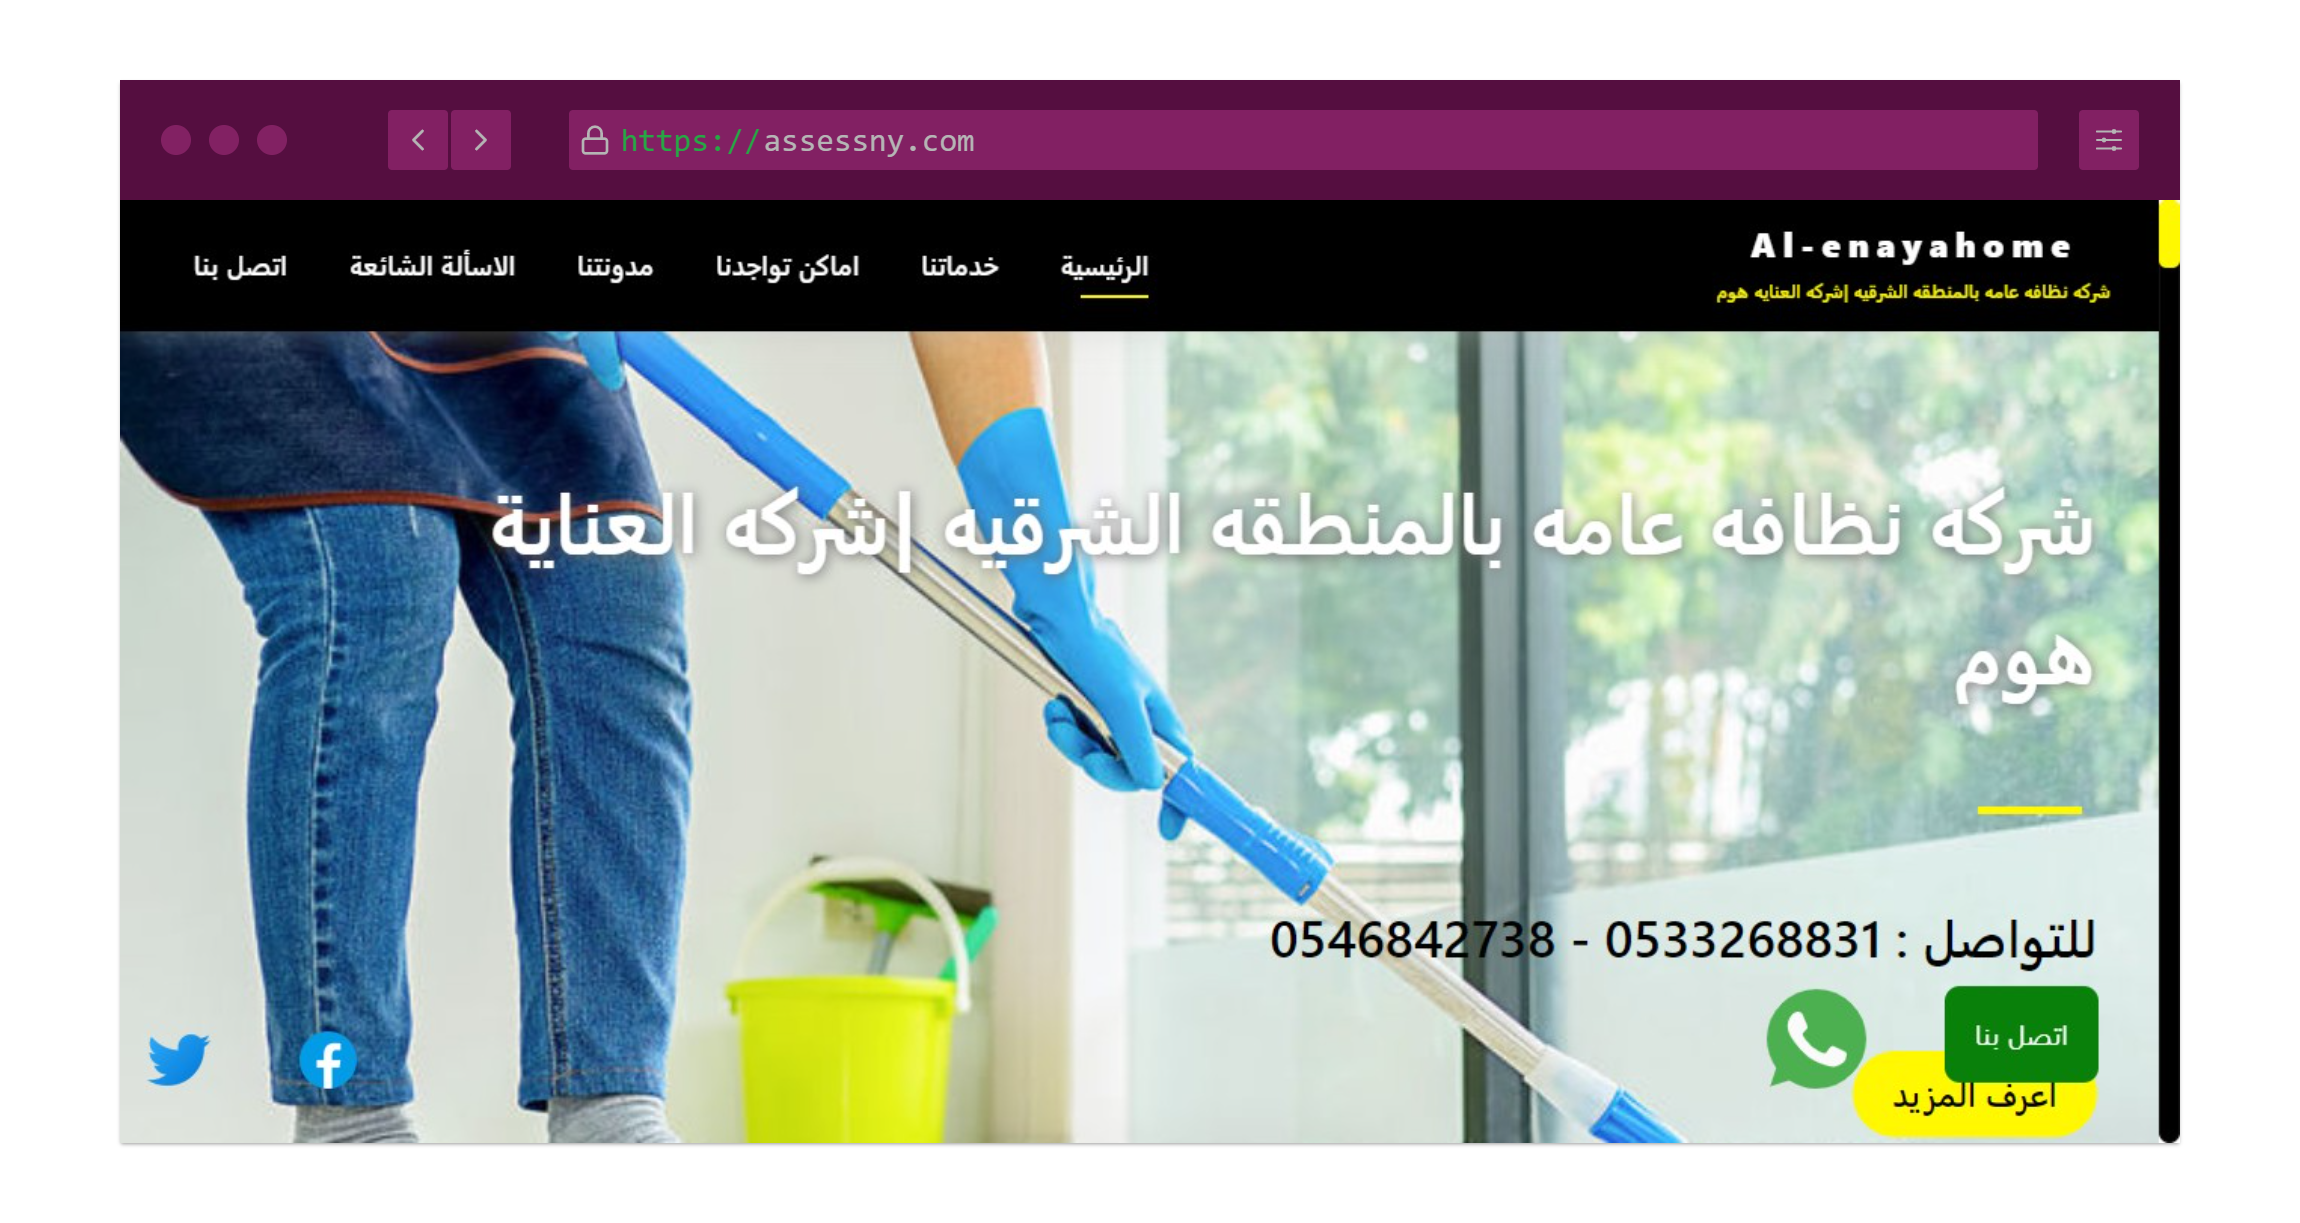 https://assessny.com
Al-enayahome
شركه نظافه عامه بالمنطقه الشرقيه |شركه العنايه هوم
الرئيسية
خدماتنا
اماكن تواجدنا
مدونتنا
الاسألة الشائعة
اتصل بنا
شركه نظافه عامه بالمنطقه الشرقيه |شركه العناية
هوم
للتواصل : 0533268831 - 0546842738
اتصل بنا
اعرف المزيد